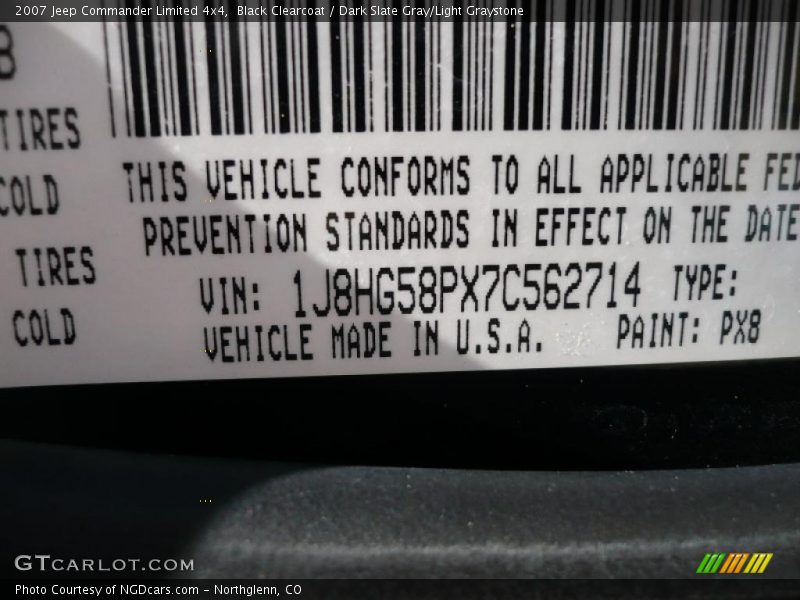 2007 Jeep Commander Limited 4x4, Black Clearcoat / Dark Slate Gray/Light Graystone
TIRES
COLD
TIRES
COLD
THIS VEHICLE CONFORMS TO ALL APPLICABLE FED
PREVENTION STANDARDS IN EFFECT ON THE DATE
VIN: 1J8HG58PX7C562714 TYPE:
VEHICLE MADE IN U.S.A. PAINT: PX8
GTCARLOT.COM
Photo Courtesy of NGDcars.com - Northglenn, CO